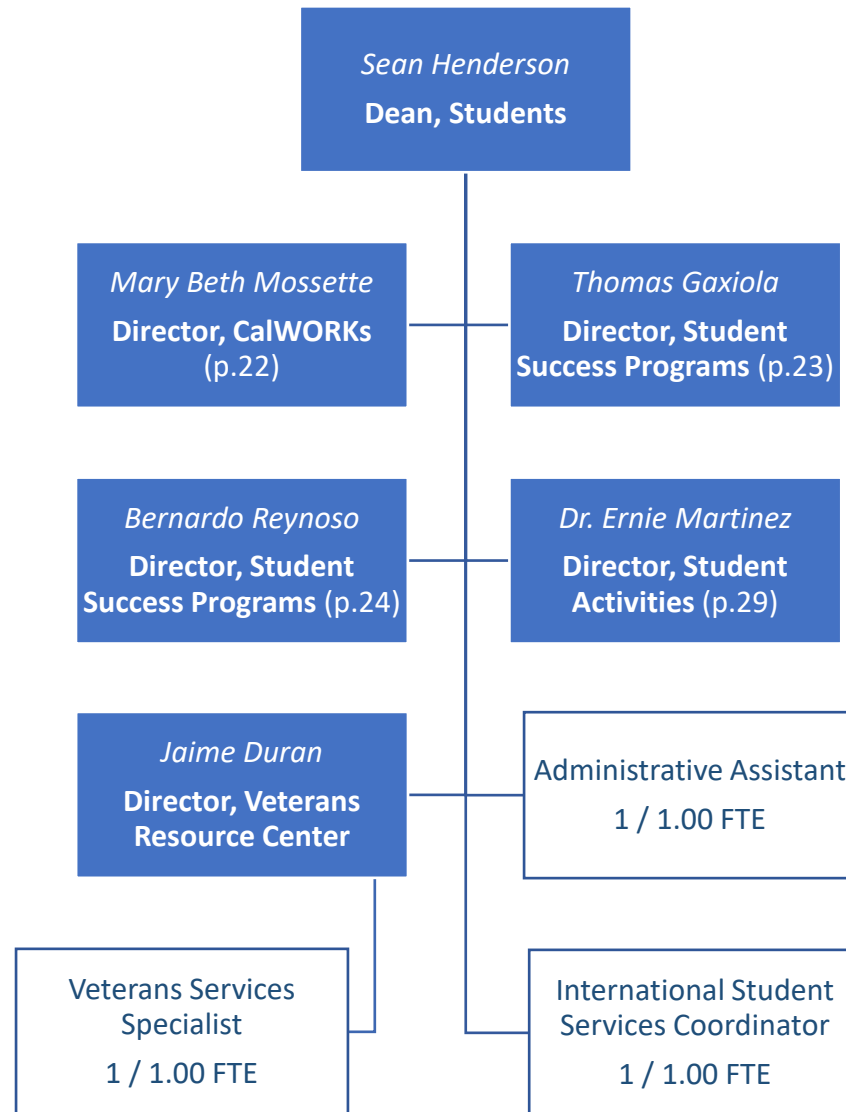 Sean Henderson
Dean, Students
Mary Beth Mossette
Director, CalWORKs
(p.22)
Thomas Gaxiola
Director, Student
Success Programs (p.23)
Bernardo Reynoso
Director, Student
Success Programs (p.24)
Dr. Ernie Martinez
Director, Student
Activities (p.29)
Jaime Duran
Director, Veterans
Resource Center
Administrative Assistant
1 / 1.00 FTE
Veterans Services
Specialist
1 / 1.00 FTE
International Student
Services Coordinator
1 / 1.00 FTE